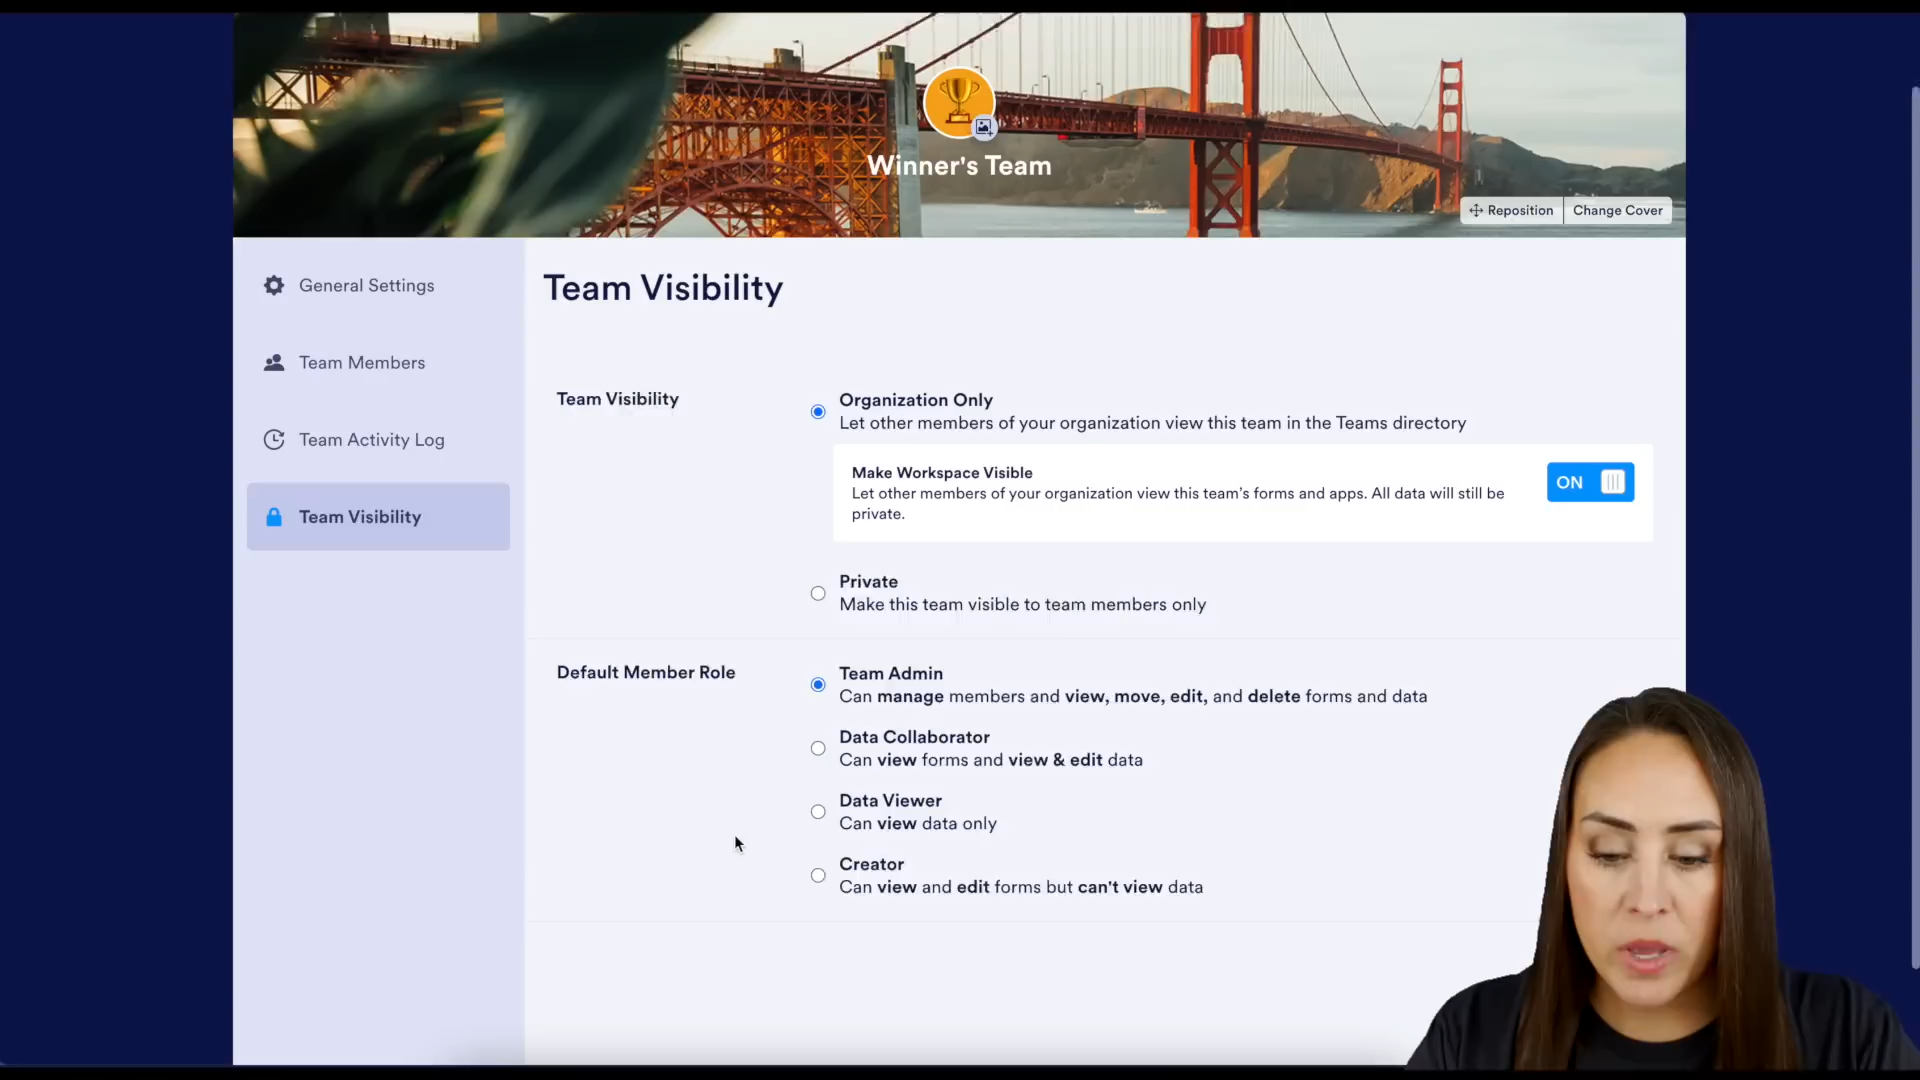 Winner's Team
Reposition
Change Cover
General Settings
Team Members
Team Activity Log
Team Visibility
Team Visibility
Team Visibility
Organization Only
Let other members of your organization view this team in the Teams directory
Make Workspace Visible
Let other members of your organization view this team’s forms and apps. All data will still be
private.
ON
Private
Make this team visible to team members only
Default Member Role
Team Admin
Can manage members and view, move, edit, and delete forms and data
Data Collaborator
Can view forms and view & edit data
Data Viewer
Can view data only
Creator
Can view and edit forms but can't view data